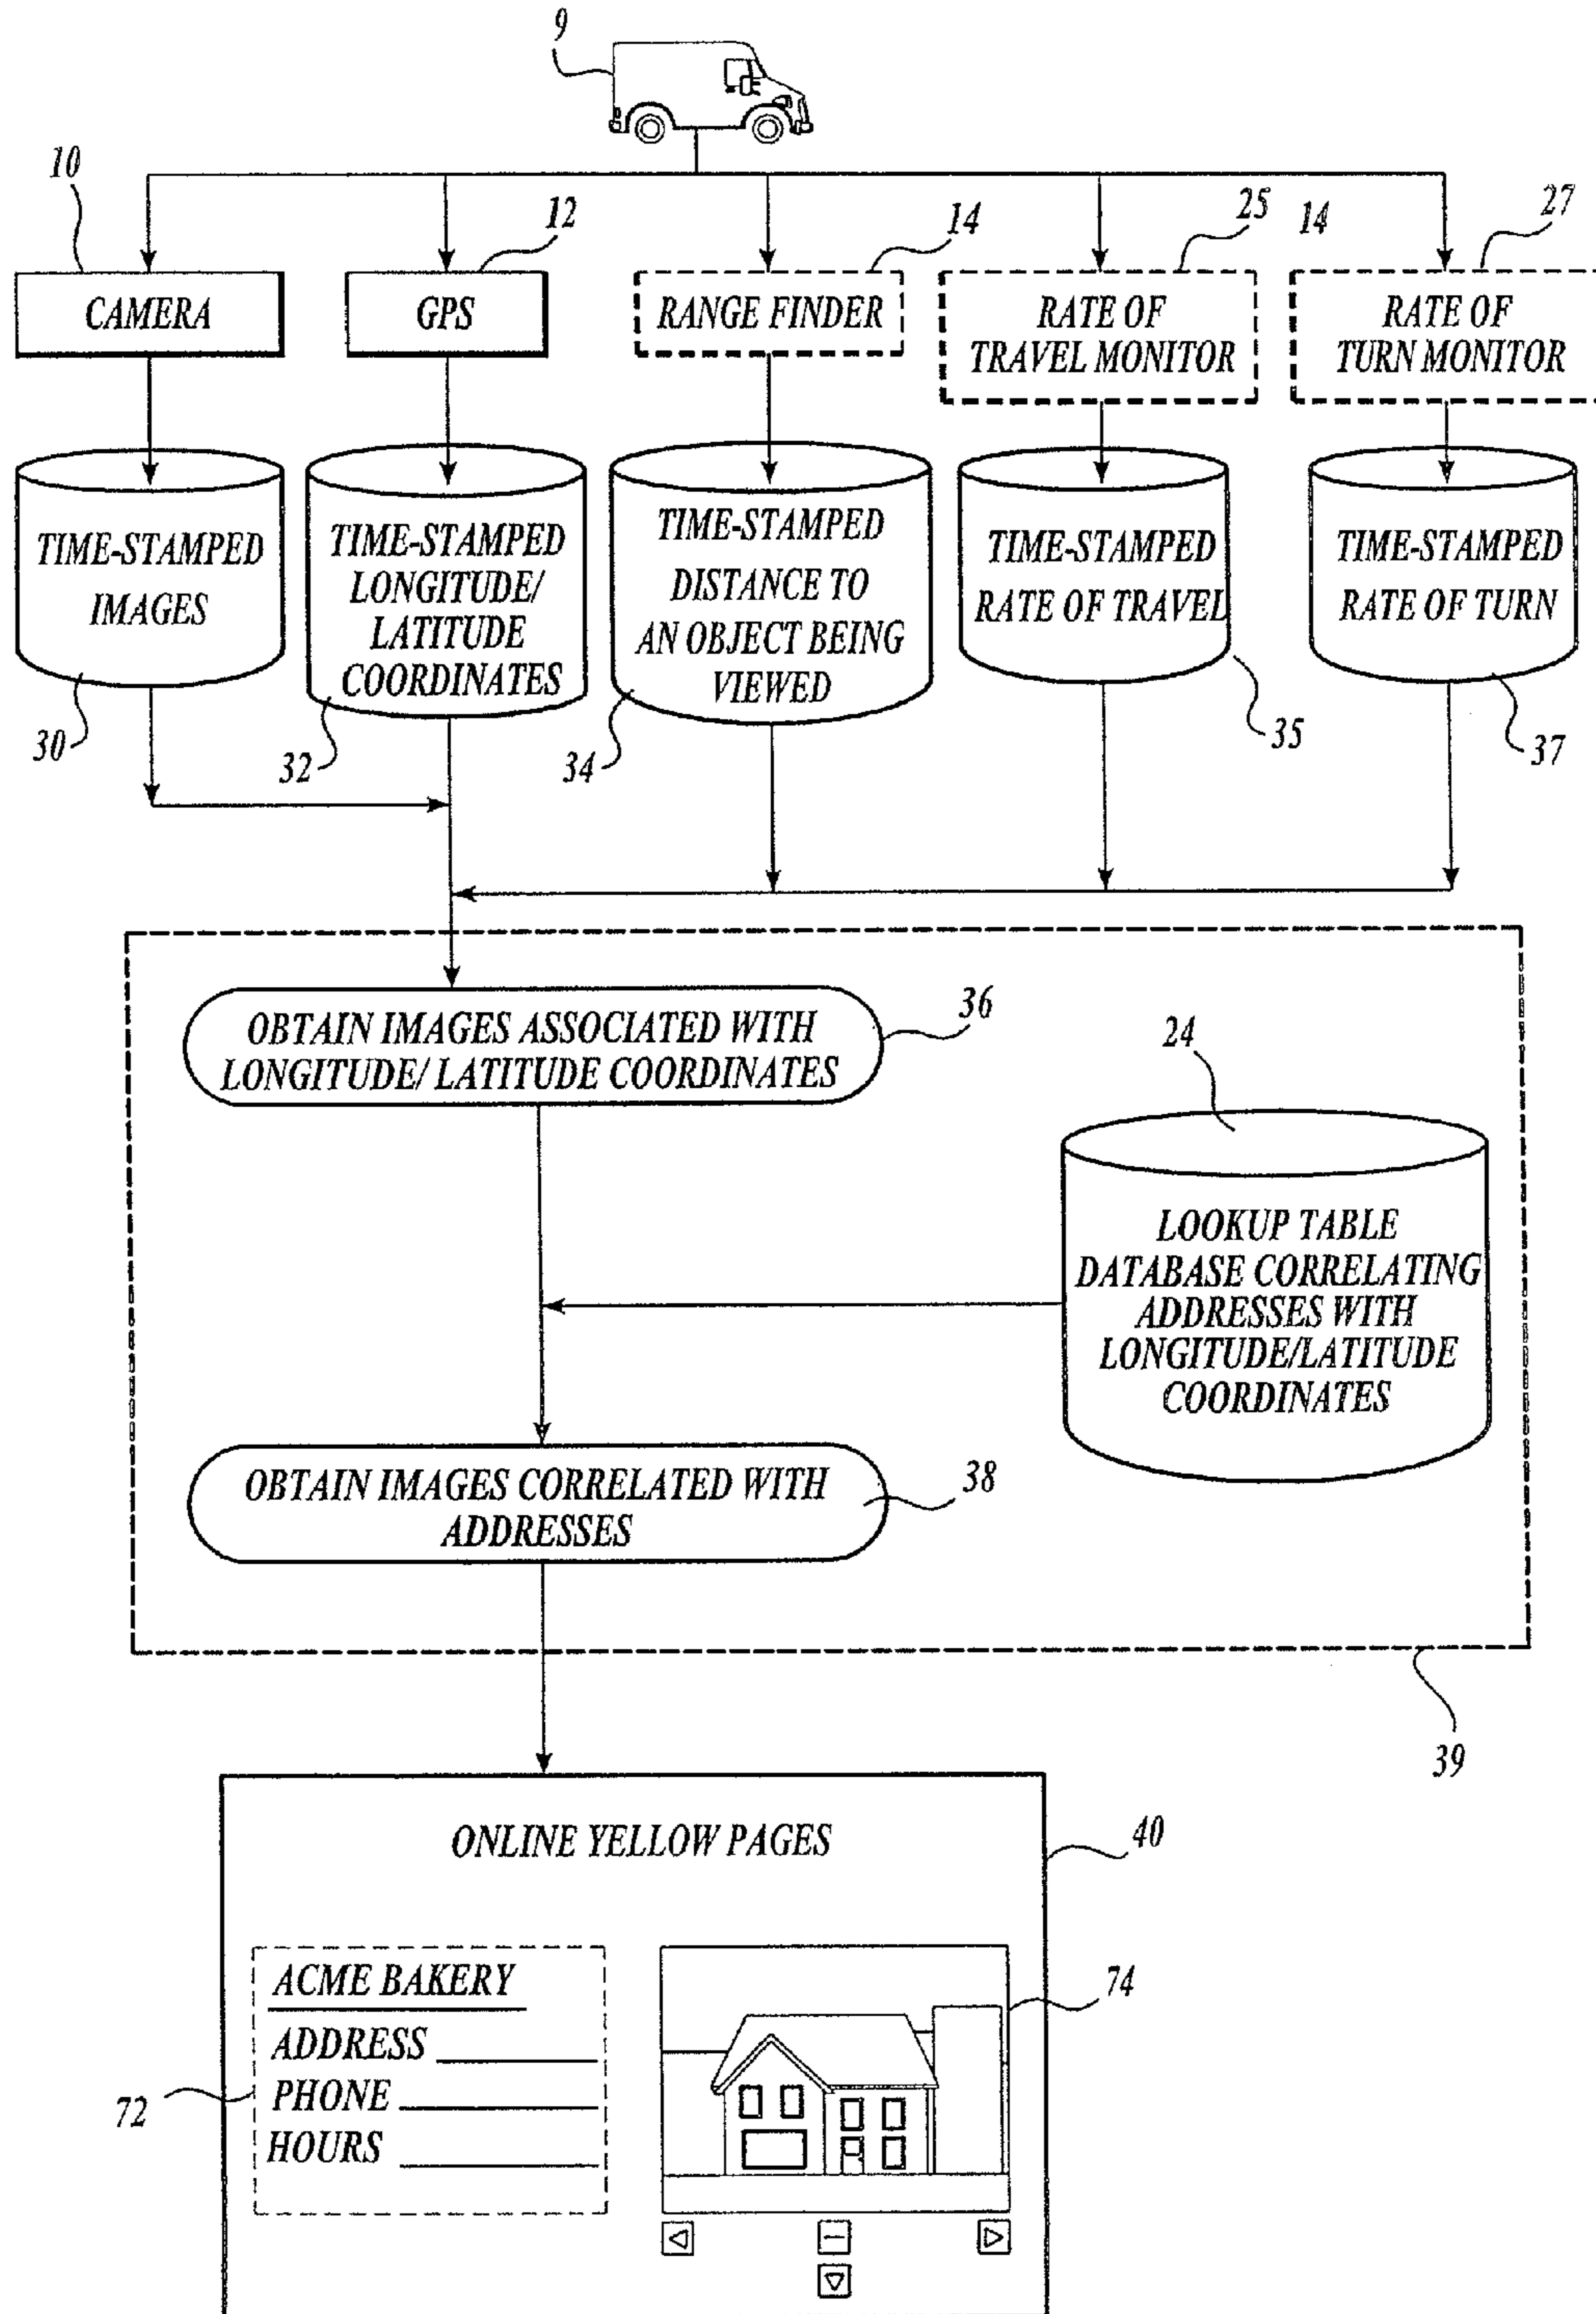 9
10
12
14
25
14
27
CAMERA
GPS
RANGE FINDER
RATE OF
TRAVEL MONITOR
RATE OF
TURN MONITOR
TIME-STAMPED
IMAGES
TIME-STAMPED
LONGITUDE/
LATITUDE
COORDINATES
TIME-STAMPED
DISTANCE TO
AN OBJECT BEING
VIEWED
TIME-STAMPED
RATE OF TRAVEL
TIME-STAMPED
RATE OF TURN
30
32
34
35
37
OBTAIN IMAGES ASSOCIATED WITH
LONGITUDE/ LATITUDE COORDINATES
36
24
LOOKUP TABLE
DATABASE CORRELATING
ADDRESSES WITH
LONGITUDE/LATITUDE
COORDINATES
OBTAIN IMAGES CORRELATED WITH
ADDRESSES
38
39
ONLINE YELLOW PAGES
40
ACME BAKERY
ADDRESS
PHONE
HOURS
72
74